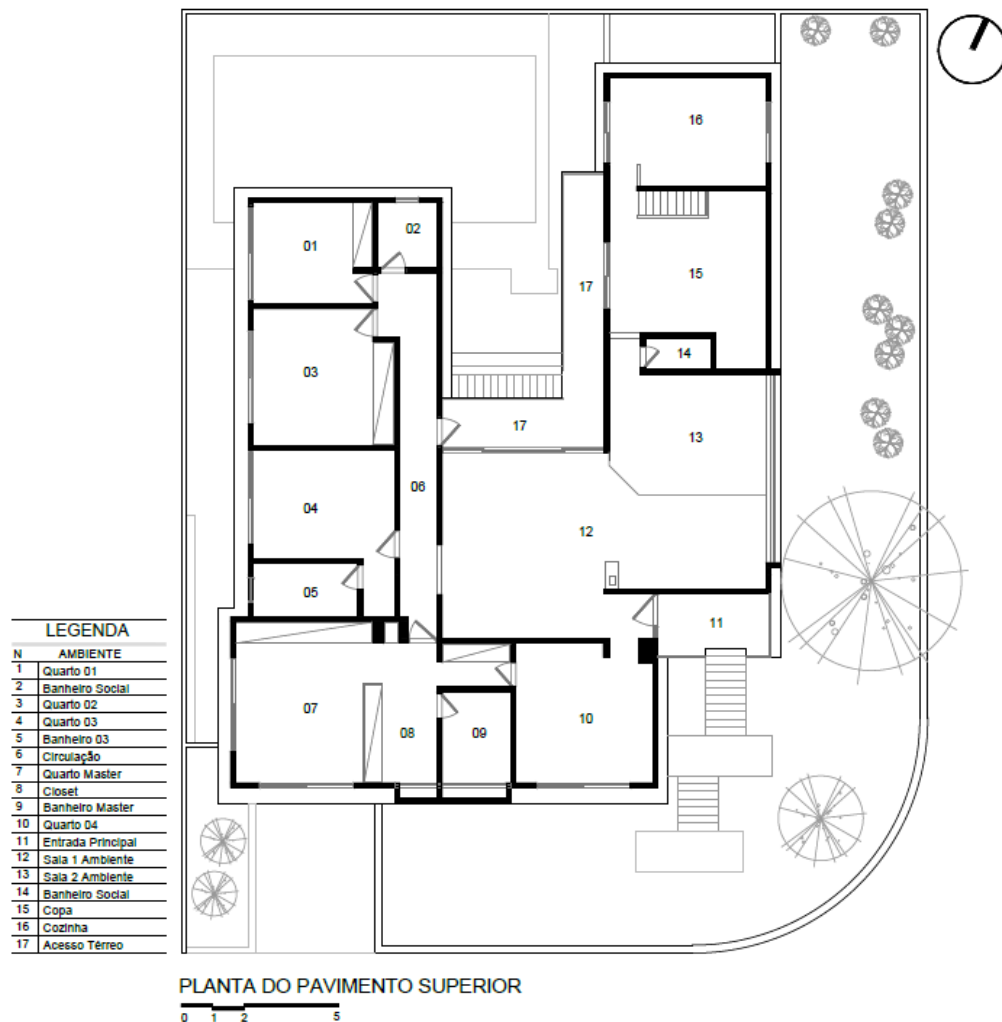 16
01
02
17
15
03
14
17
13
06
04
12
05
11
07
08
09
10
LEGENDA
N AMBIENTE
1 Quarto 01
2 Banheiro Social
3 Quarto 02
4 Quarto 03
5 Banheiro 03
6 Circulação
7 Quarto Master
8 Closet
9 Banheiro Master
10 Quarto 04
11 Entrada Principal
12 Sala 1 Ambiente
13 Sala 2 Ambiente
14 Banheiro Social
15 Copa
16 Cozinha
17 Acesso Térreo
PLANTA DO PAVIMENTO SUPERIOR
0 1 2 5